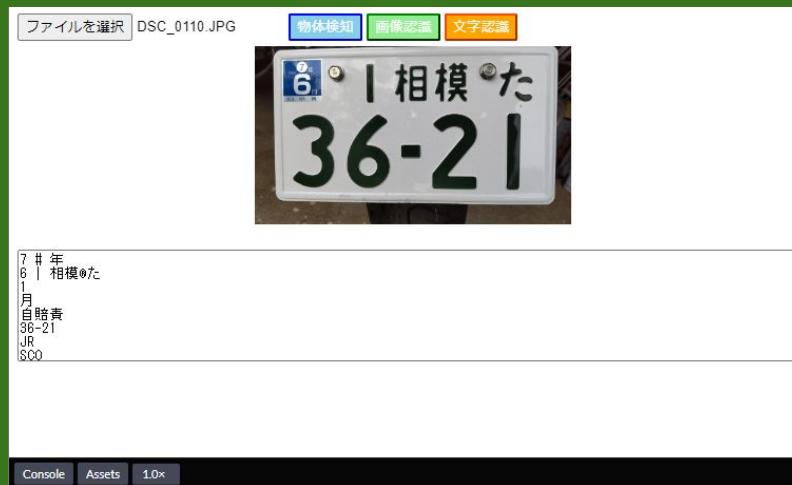 ファイルを選択 DSC_0110.JPG 物体検知 画像認識 文字認識
7
6 1 相模 た
36-21
7 # 年
6 | 相模@た
1
月
自賠責
36-21
JR
SCO
Console Assets 1.0×